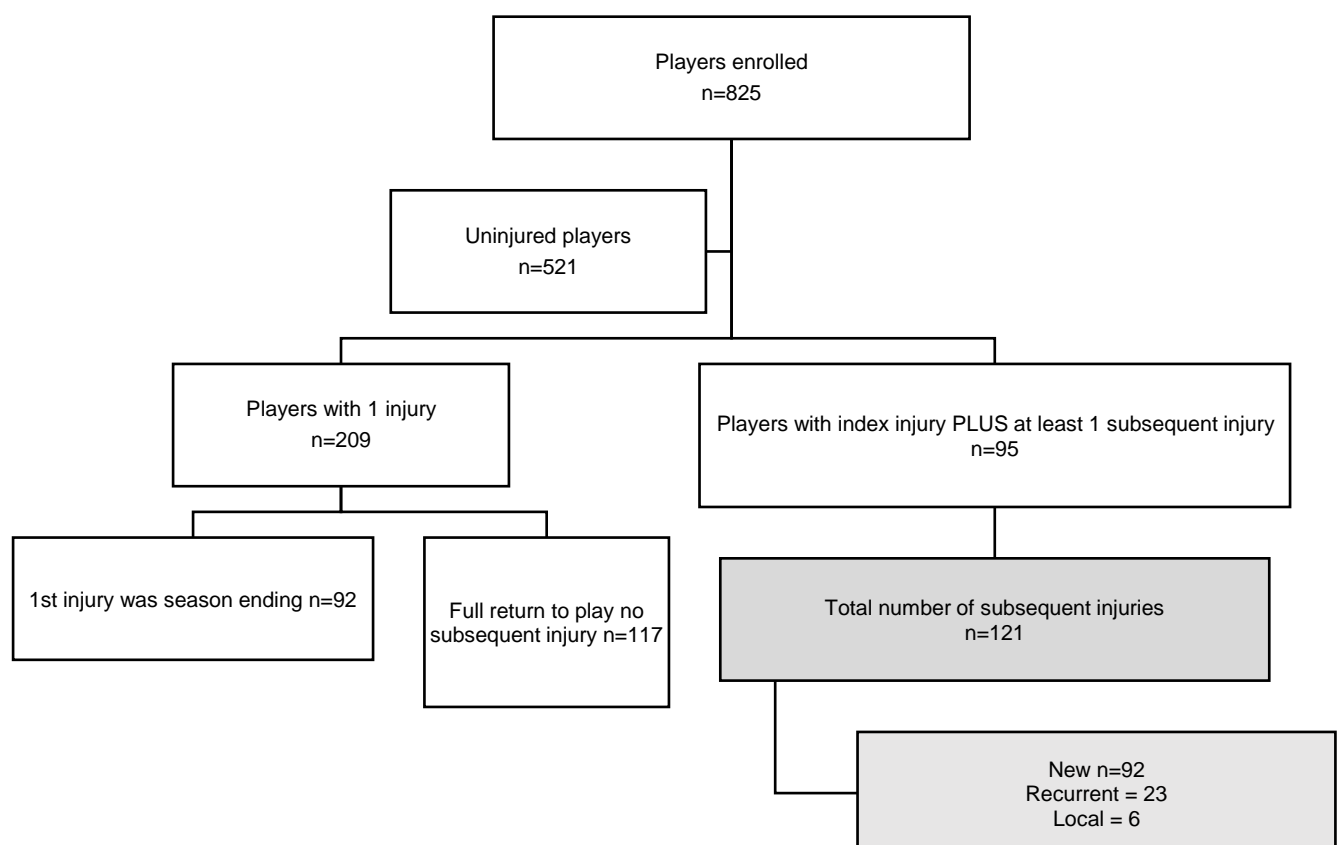 Players enrolled
n=825
Uninjured players
n=521
Players with 1 injury
n=209
Players with index injury PLUS at least 1 subsequent injury
n=95
1st injury was season ending n=92
Full return to play no
subsequent injury n=117
Total number of subsequent injuries
n=121
New n=92
Recurrent = 23
Local = 6